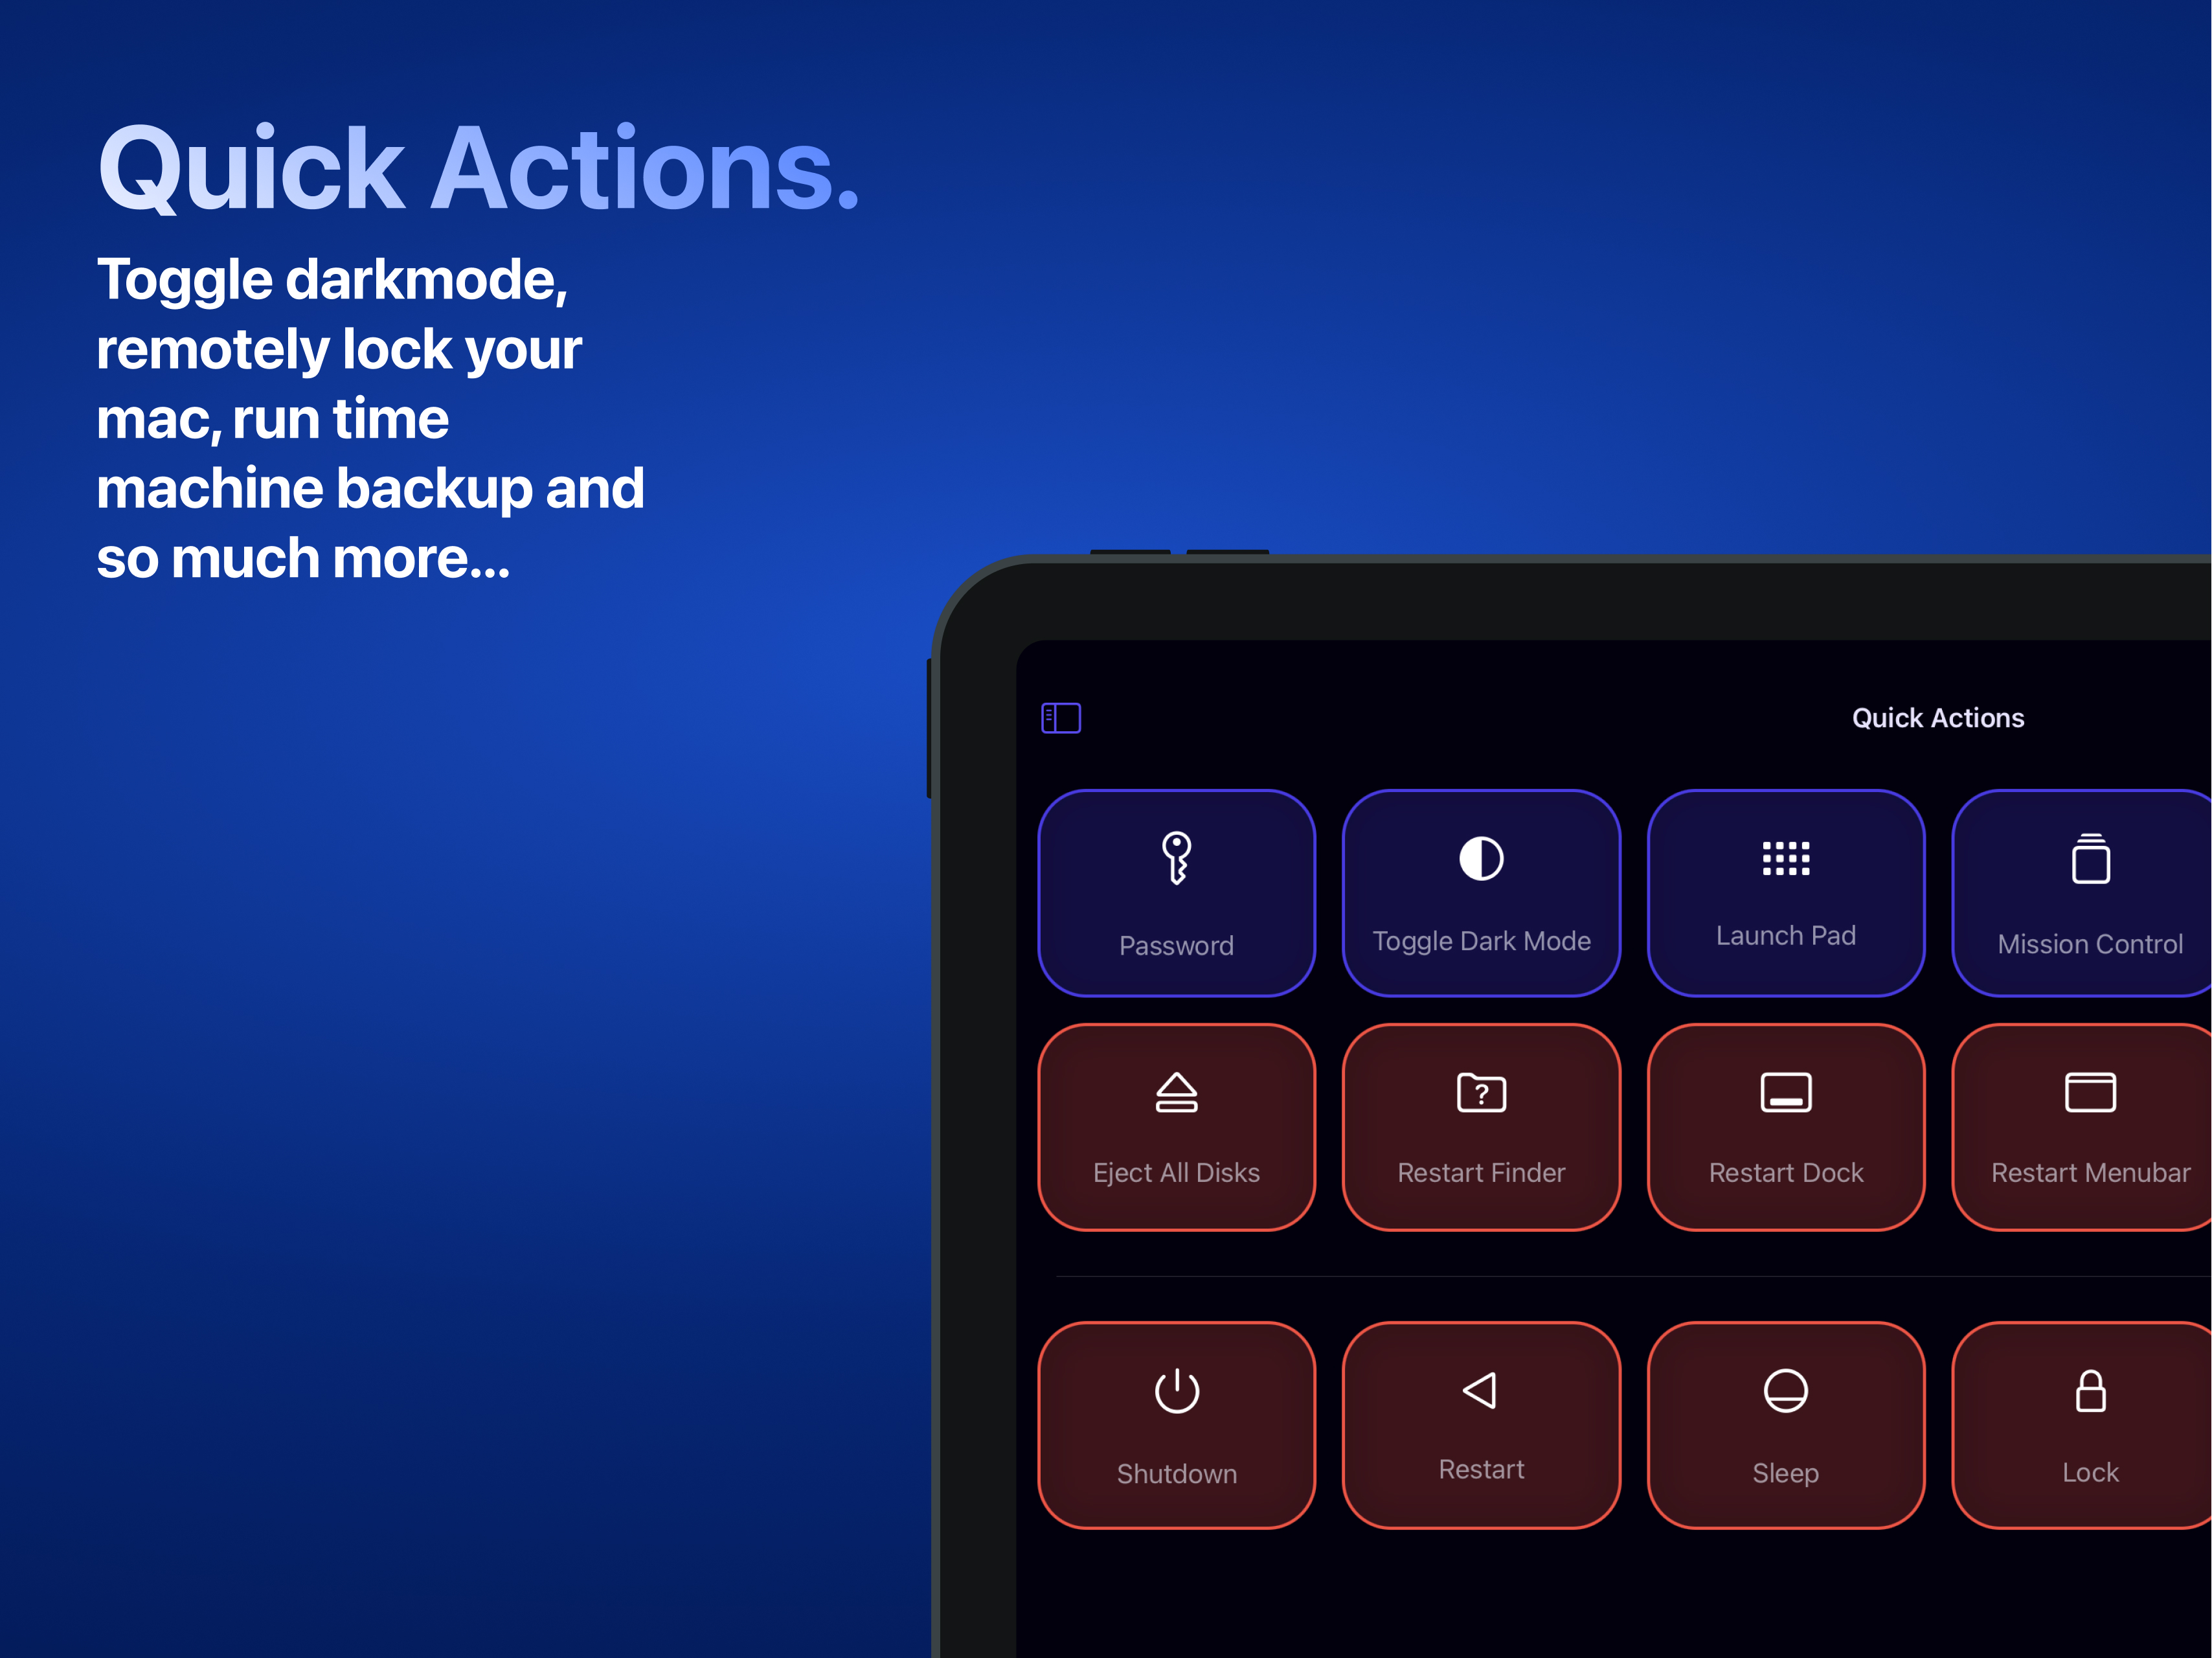 Quick Actions.
Toggle darkmode,
remotely lock your
mac, run time
machine backup and
so much more...
Quick Actions
Password
Toggle Dark Mode
Launch Pad
Mission Control
Eject All Disks
Restart Finder
Restart Dock
Restart Menubar
Shutdown
Restart
Sleep
Lock